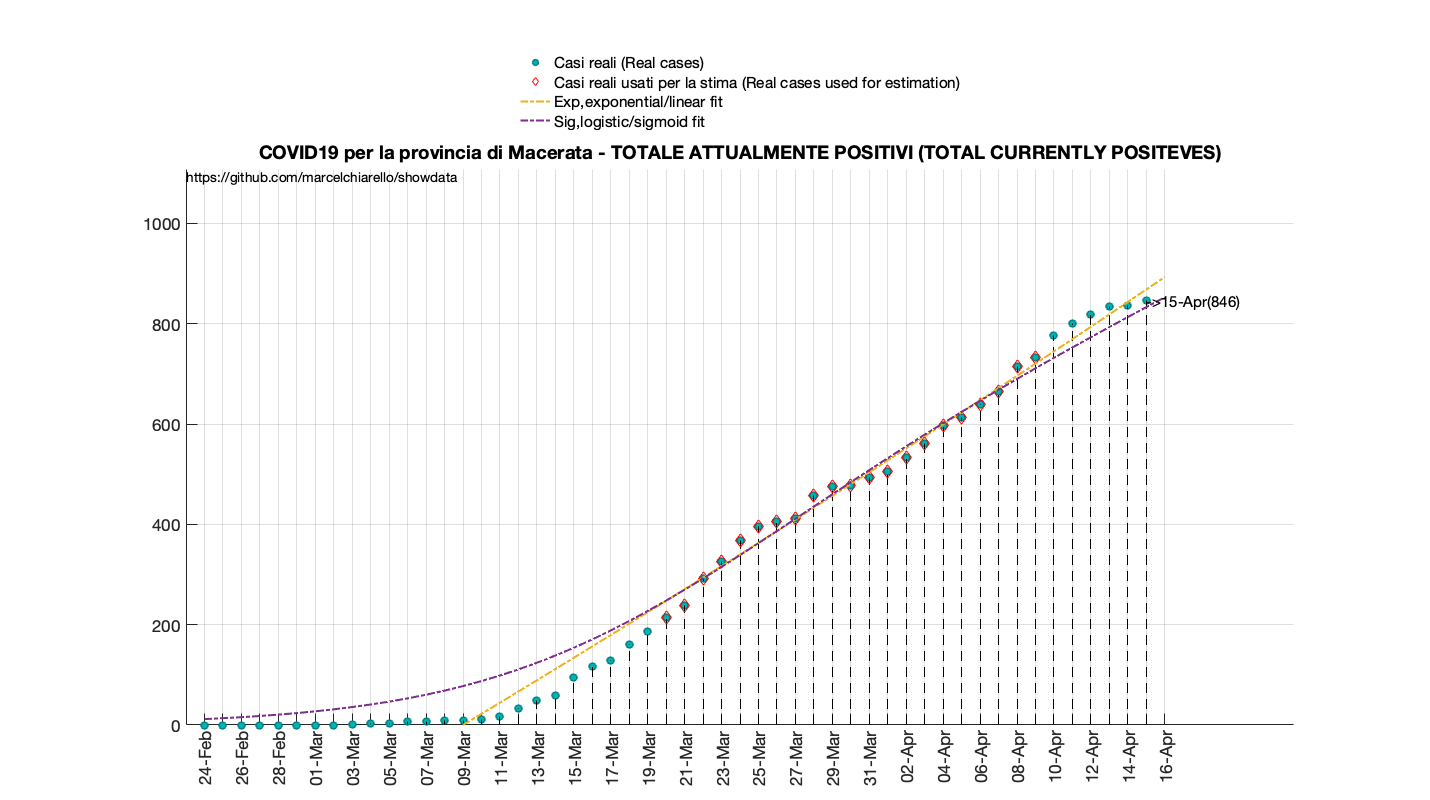 Casi reali (Real cases)
Casi reali usati per la stima (Real cases used for estimation)
Exp,exponential/linear fit
Sig,logistic/sigmoid fit
COVID19 per la provincia di Macerata - TOTALE ATTUALMENTE POSITIVI (TOTAL CURRENTLY POSITEVES)
https://github.com/marcelchiarello/showdata
1000
800
600
400
200
0
15-Apr(846)
24-Feb
26-Feb
28-Feb
01-Mar
03-Mar
05-Mar
07-Mar
09-Mar
11-Mar
13-Mar
15-Mar
17-Mar
19-Mar
21-Mar
23-Mar
25-Mar
27-Mar
29-Mar
31-Mar
02-Apr
04-Apr
06-Apr
08-Apr
10-Apr
12-Apr
14-Apr
16-Apr